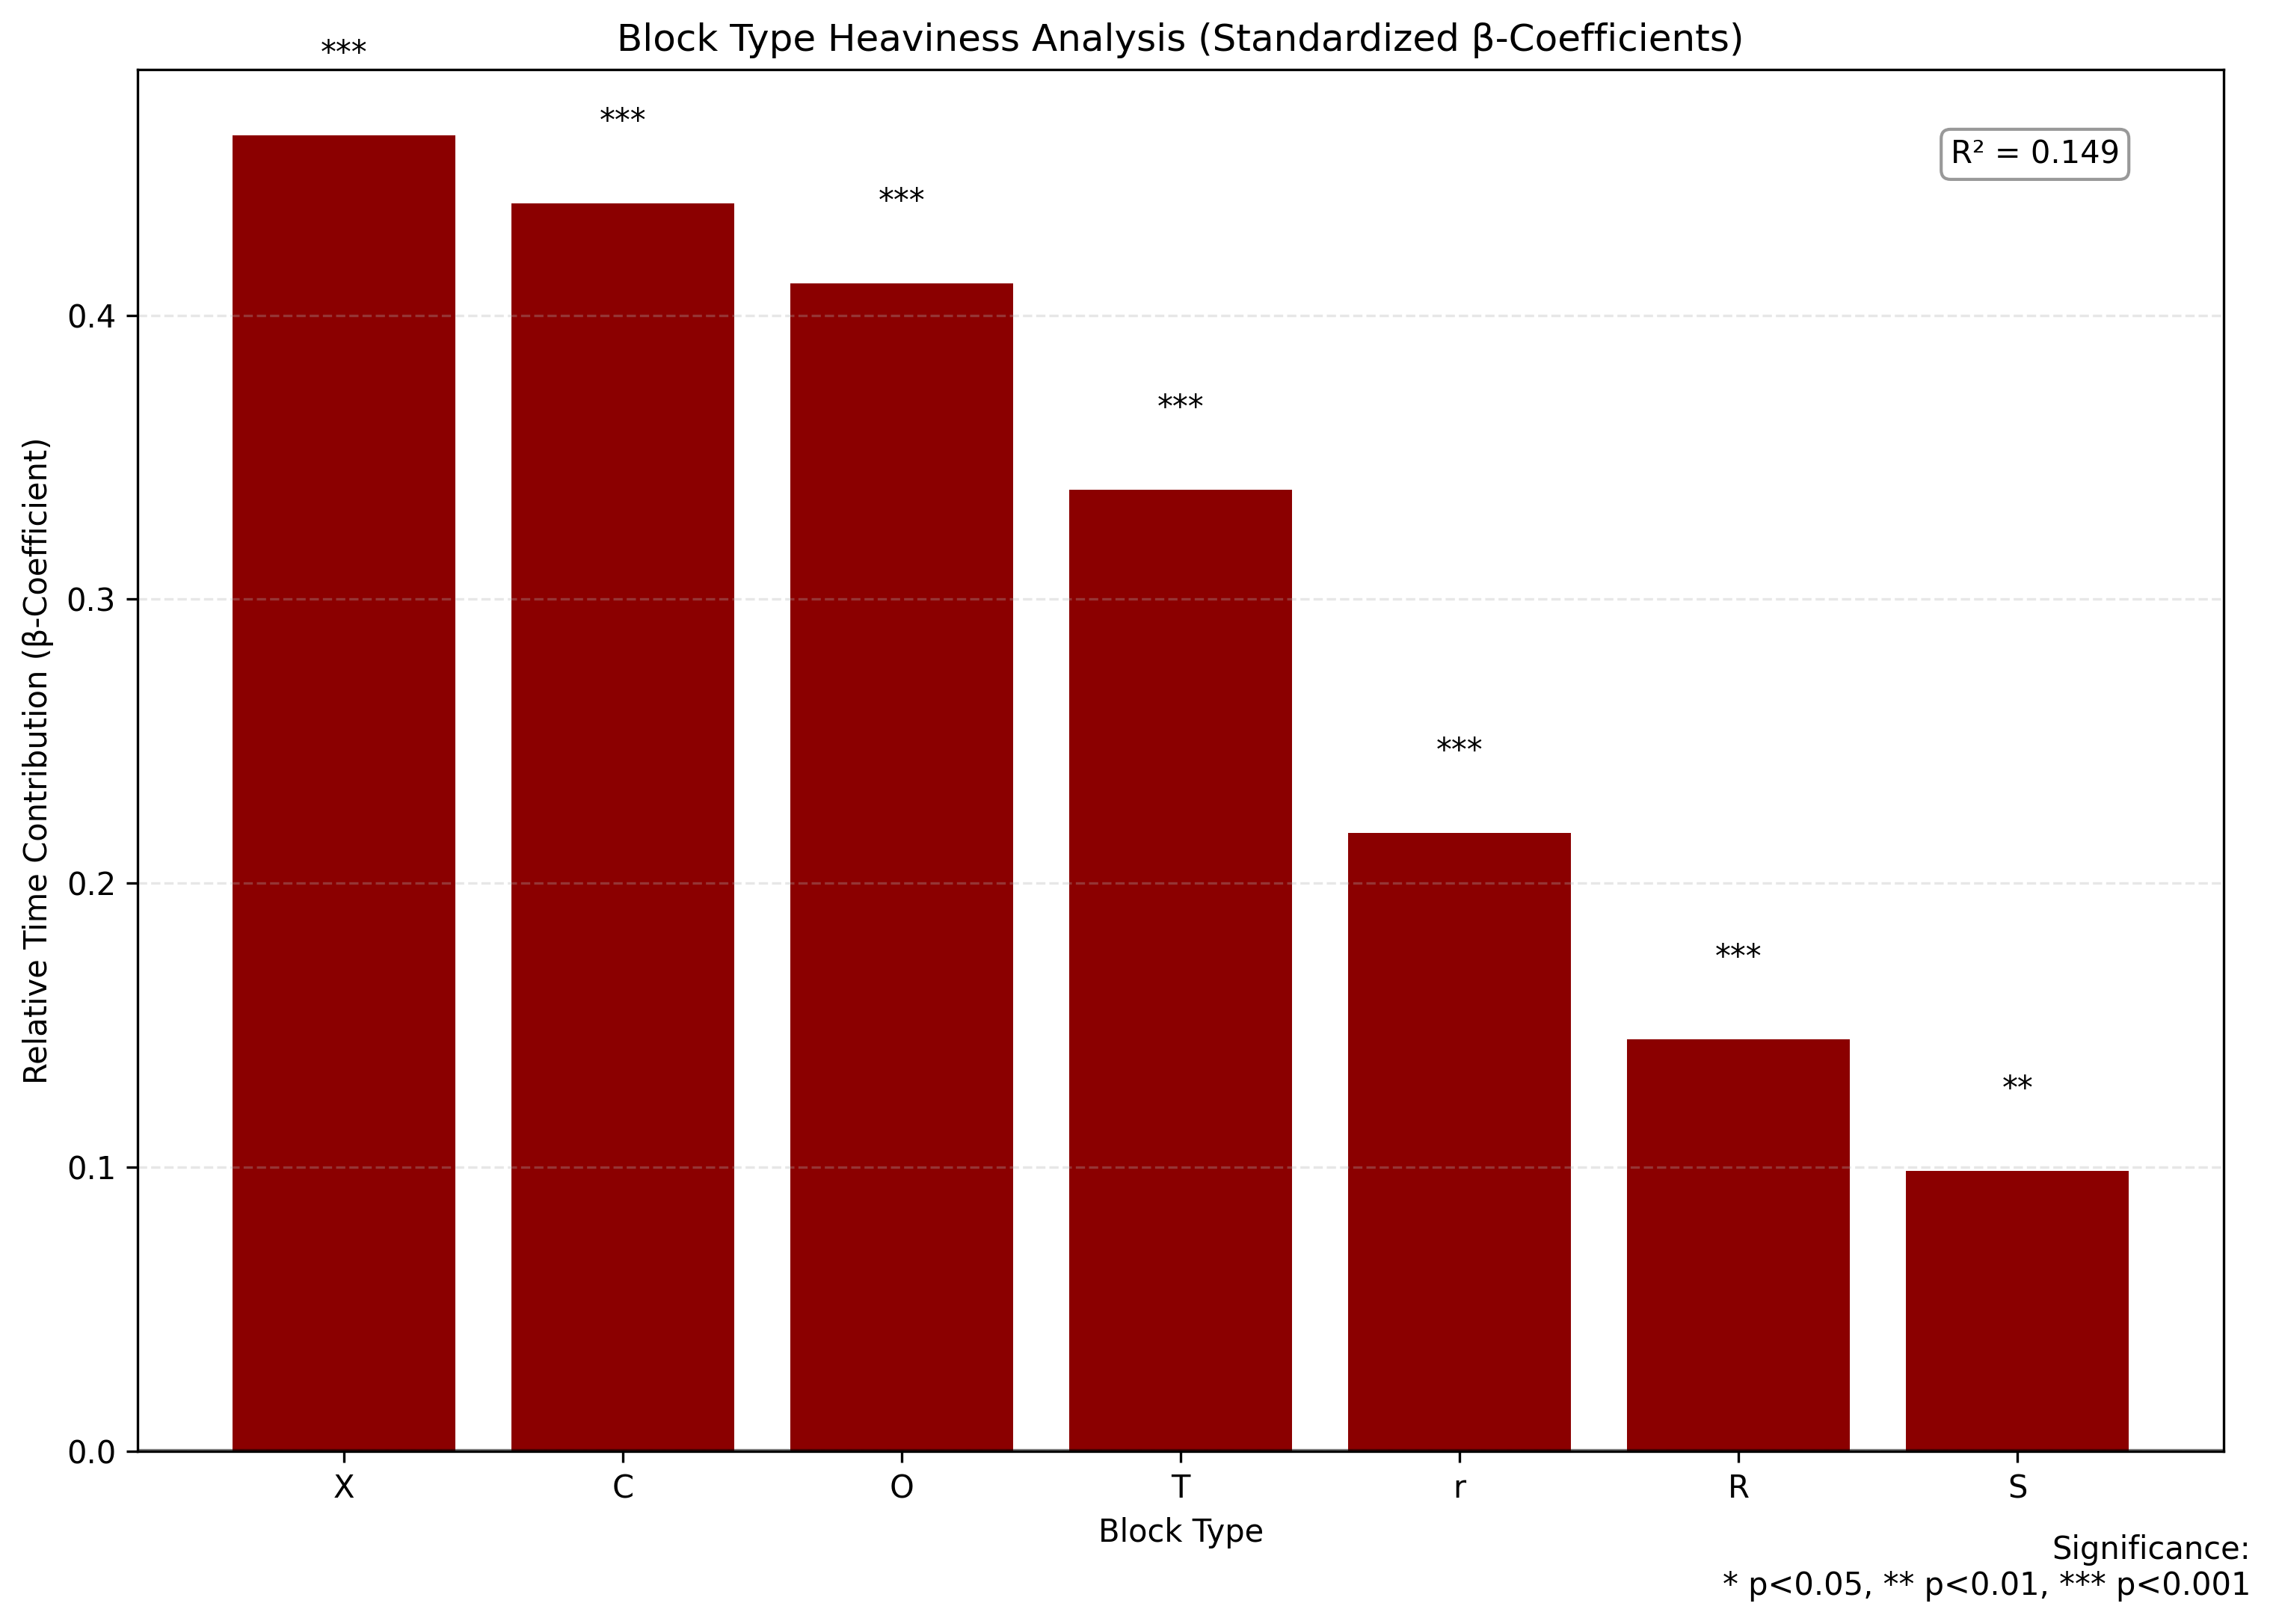 Block Type Heaviness Analysis (Standardized β-Coefficients)
***
***
***
***
***
***
**
R² = 0.149
Relative Time Contribution (β-Coefficient)
0.4
0.3
0.2
0.1
0.0
X C O T r R S
Block Type
Significance:
* p<0.05, ** p<0.01, *** p<0.001